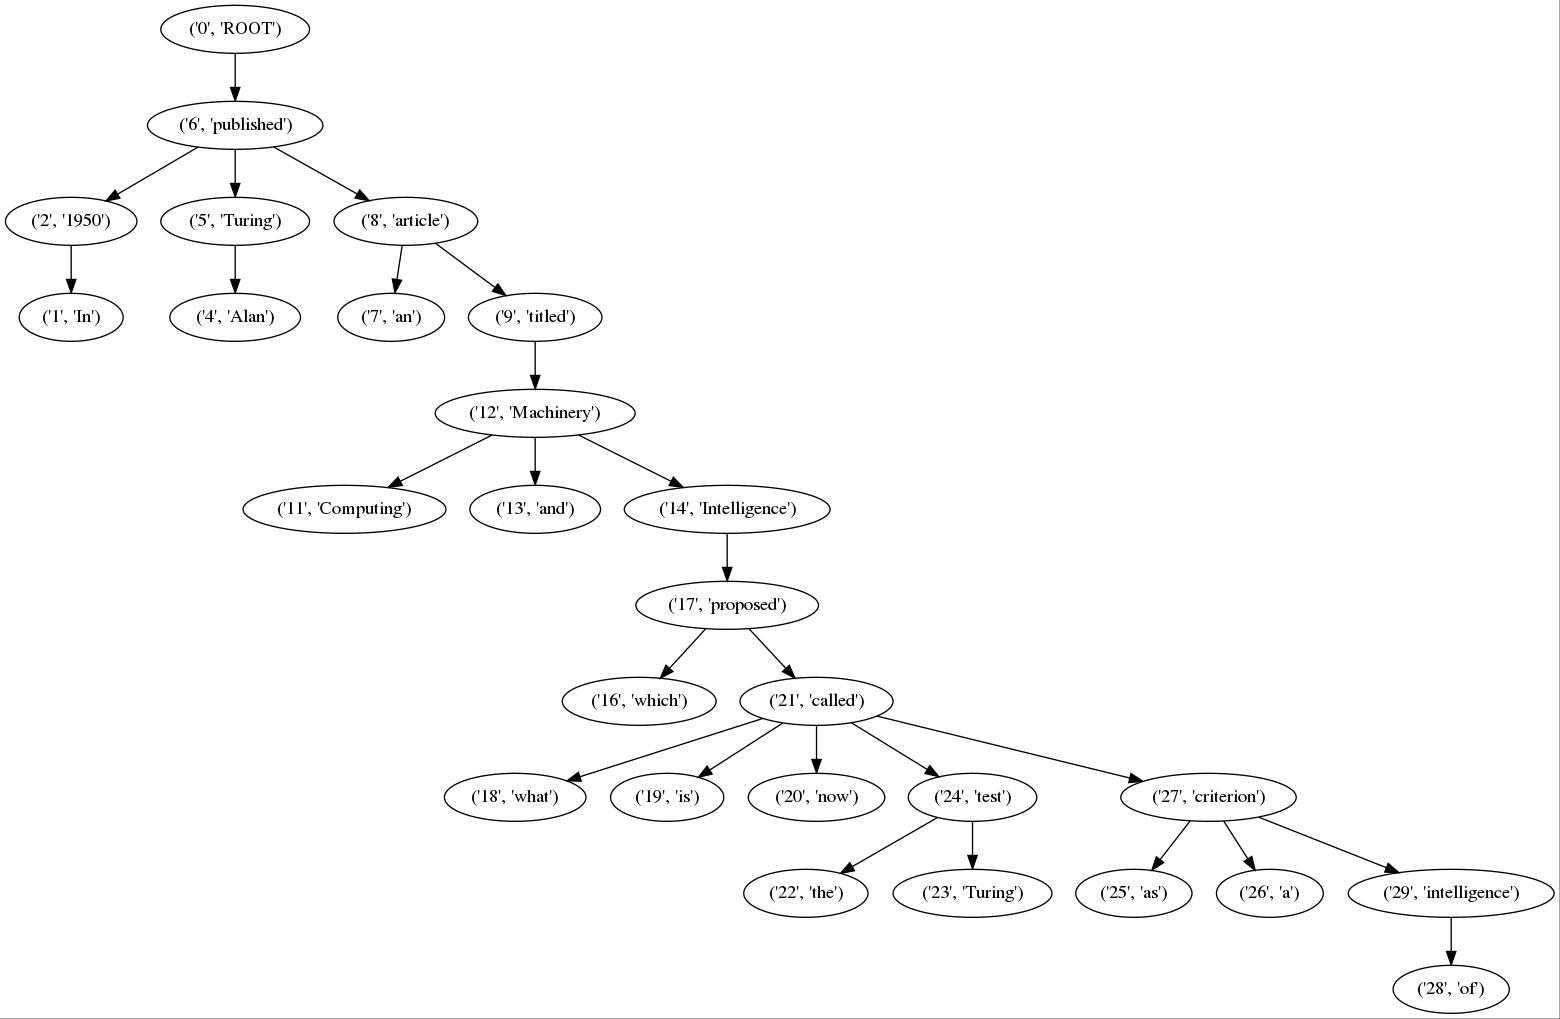 ('0', 'ROOT')
('6', 'published')
('2', '1950')
('5', 'Turing')
('8', 'article')
('1', 'In')
('4', 'Alan')
('7', 'an')
('9', 'titled')
('12', 'Machinery')
('11', 'Computing')
('13', 'and')
('14', 'Intelligence')
('17', 'proposed')
('16', 'which')
('21', 'called')
('18', 'what')
('19', 'is')
('20', 'now')
('24', 'test')
('27', 'criterion')
('22', 'the')
('23', 'Turing')
('25', 'as')
('26', 'a')
('29', 'intelligence')
('28', 'of')